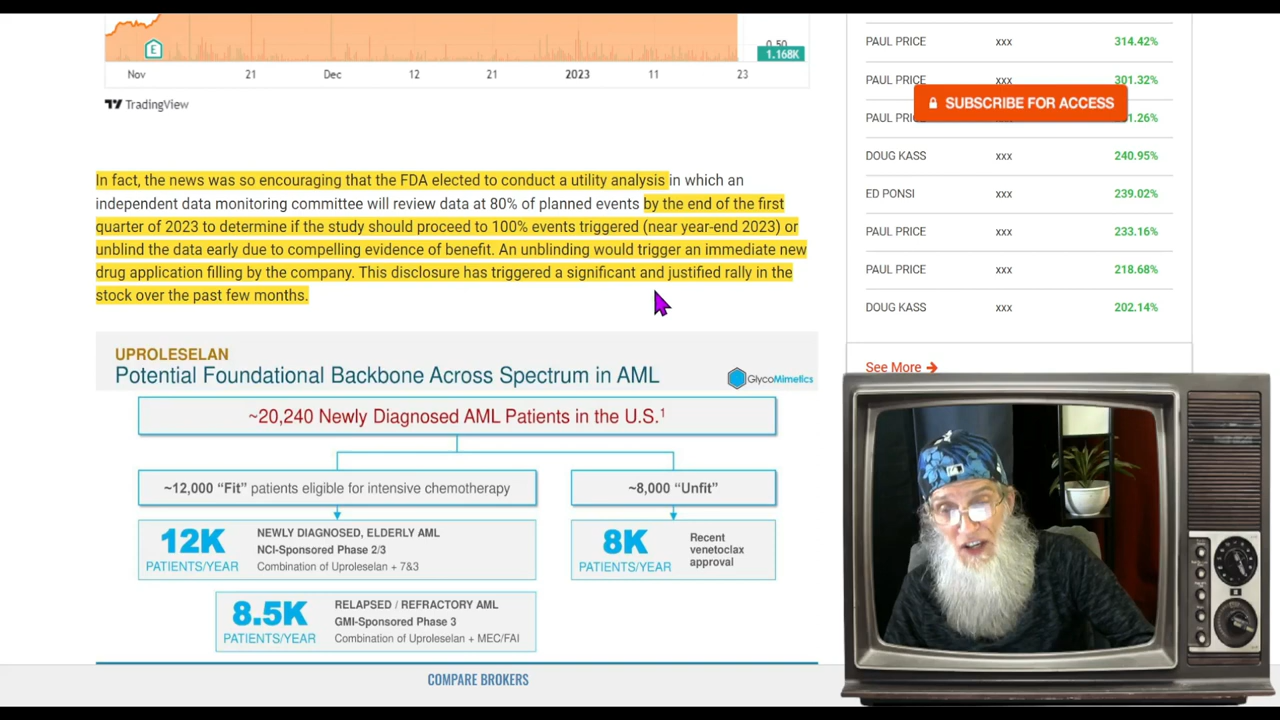 0.50
1.168K
Nov 21 Dec 12 21 2023 11 23
TradingView
In fact, the news was so encouraging that the FDA elected to conduct a utility analysis in which an
independent data monitoring committee will review data at 80% of planned events by the end of the first
quarter of 2023 to determine if the study should proceed to 100% events triggered (near year-end 2023) or
unblind the data early due to compelling evidence of benefit. An unblinding would trigger an immediate new
drug application filling by the company. This disclosure has triggered a significant and justified rally in the
stock over the past few months.
UPROLESELAN
Potential Foundational Backbone Across Spectrum in AML
GlycoMimetics
~20,240 Newly Diagnosed AML Patients in the U.S.¹
~12,000 “Fit” patients eligible for intensive chemotherapy
~8,000 “Unfit”
12K
PATIENTS/YEAR
NEWLY DIAGNOSED, ELDERLY AML
NCI-Sponsored Phase 2/3
Combination of Uproleselan + 7&3
8K
PATIENTS/YEAR
Recent
venetoclax
approval
8.5K
PATIENTS/YEAR
RELAPSED / REFRACTORY AML
GMI-Sponsored Phase 3
Combination of Uproleselan + MEC/FAI
COMPARE BROKERS
PAUL PRICE xxx 314.42%
PAUL PRICE xxx 301.32%
SUBSCRIBE FOR ACCESS
DOUG KASS xxx 240.95%
ED PONSI xxx 239.02%
PAUL PRICE xxx 233.16%
PAUL PRICE xxx 218.68%
DOUG KASS xxx 202.14%
See More